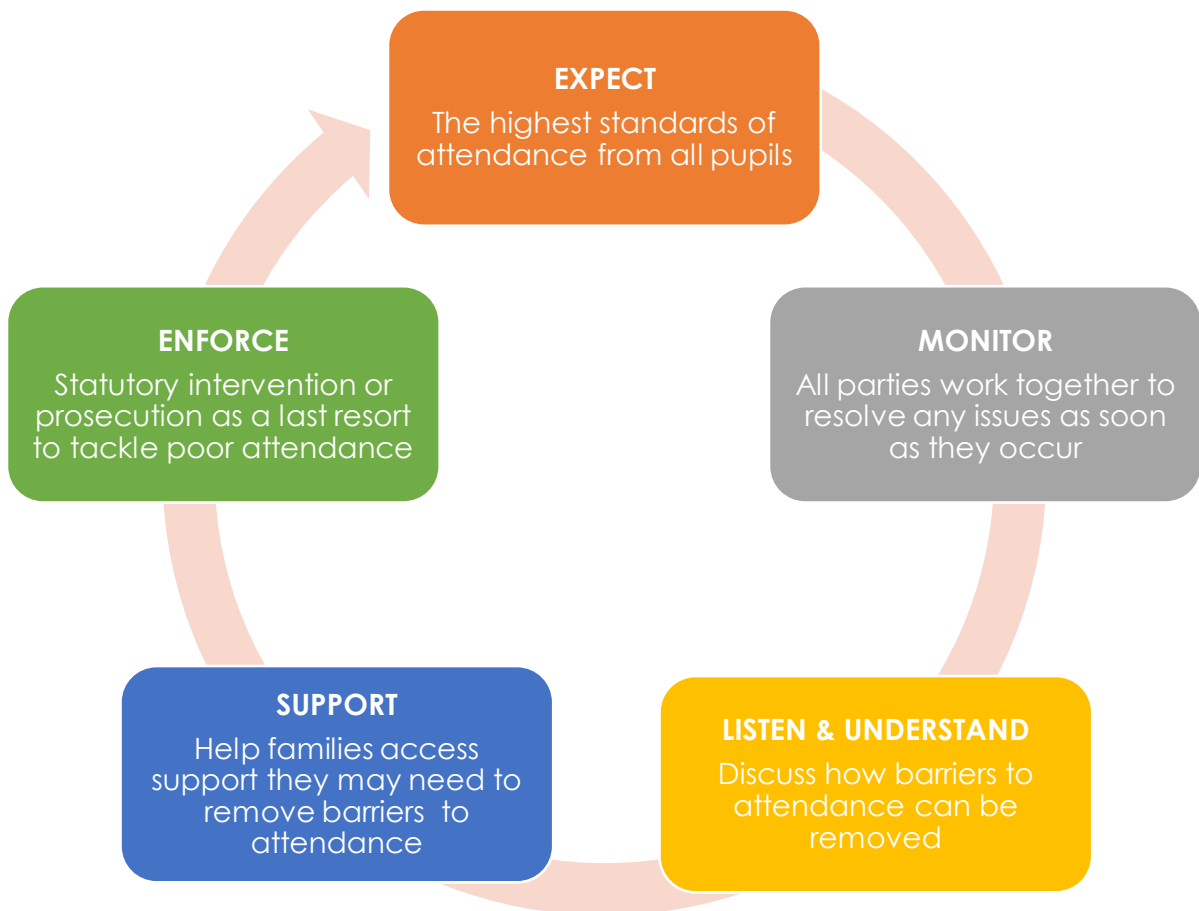 EXPECT
The highest standards of
attendance from all pupils
MONITOR
All parties work together to
resolve any issues as soon
as they occur
LISTEN & UNDERSTAND
Discuss how barriers to
attendance can be
removed
SUPPORT
Help families access
support they may need to
remove barriers to
attendance
ENFORCE
Statutory intervention or
prosecution as a last resort
to tackle poor attendance